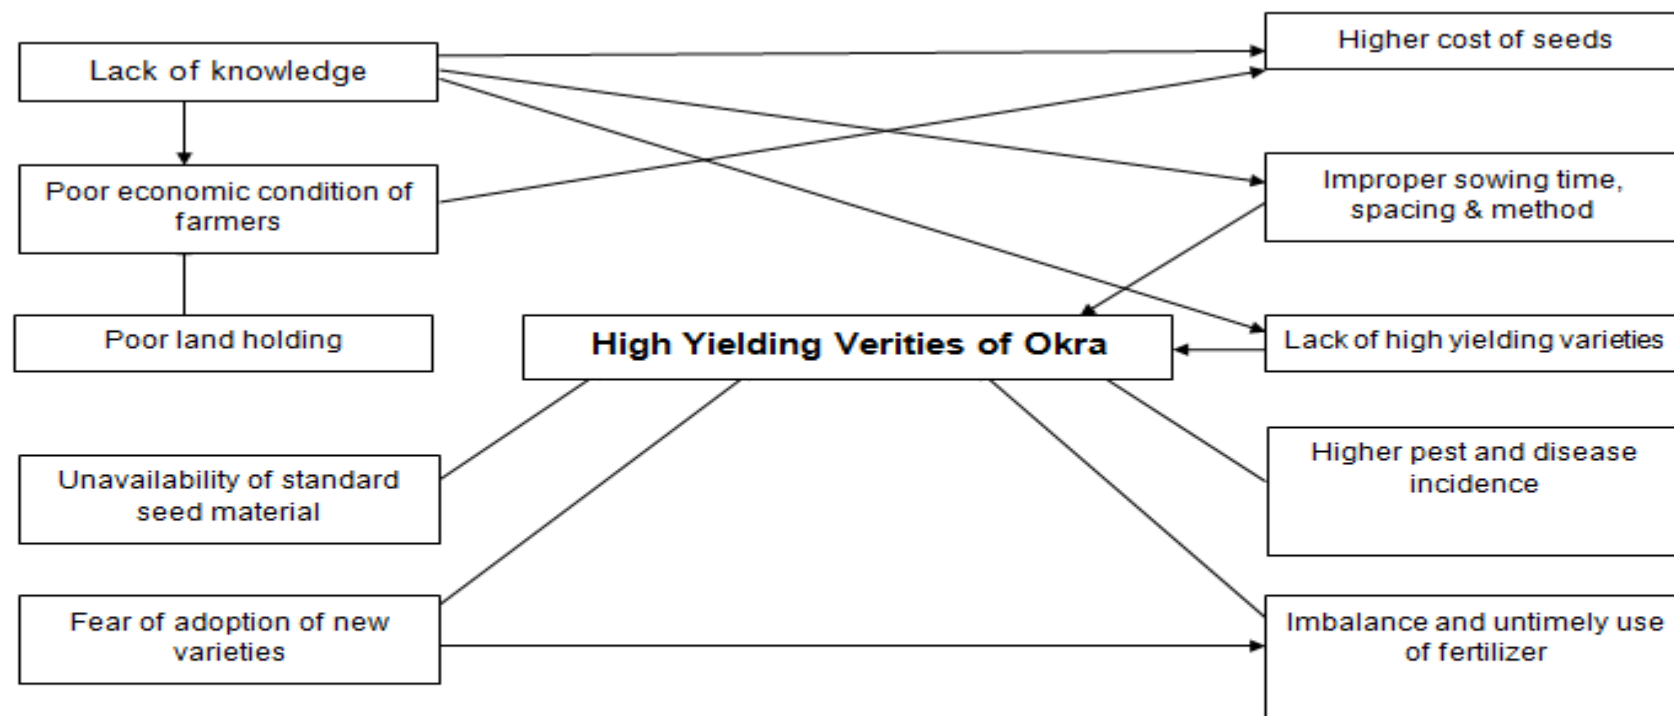 Lack of knowledge
Higher cost of seeds
Poor economic condition of
farmers
Improper sowing time,
spacing & method
Poor land holding
High Yielding Verities of Okra
Lack of high yielding varieties
Unavailability of standard
seed material
Higher pest and disease
incidence
Fear of adoption of new
varieties
Imbalance and untimely use
of fertilizer